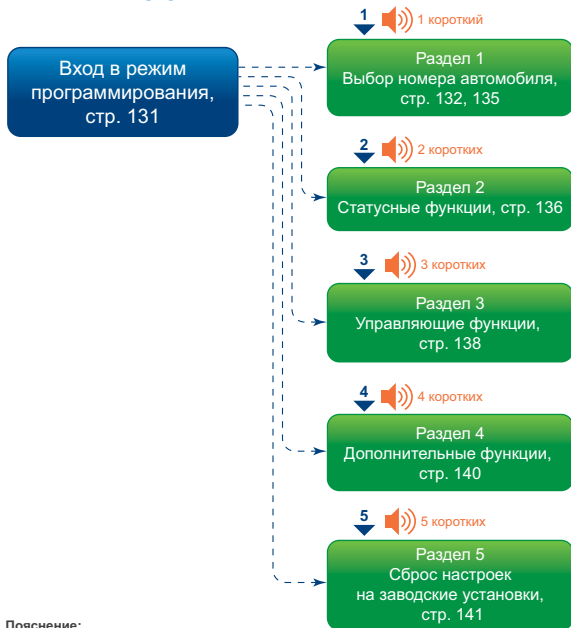 1 1 короткий
Вход в режим
программирования,
стр. 131
Раздел 1
Выбор номера автомобиля,
стр. 132, 135
2 2 коротких
Раздел 2
Статусные функции, стр. 136
3 3 коротких
Раздел 3
Управляющие функции,
стр. 138
4 4 коротких
Раздел 4
Дополнительные функции,
стр. 140
5 5 коротких
Раздел 5
Сброс настроек
на заводские установки,
стр. 141
Пояснение: